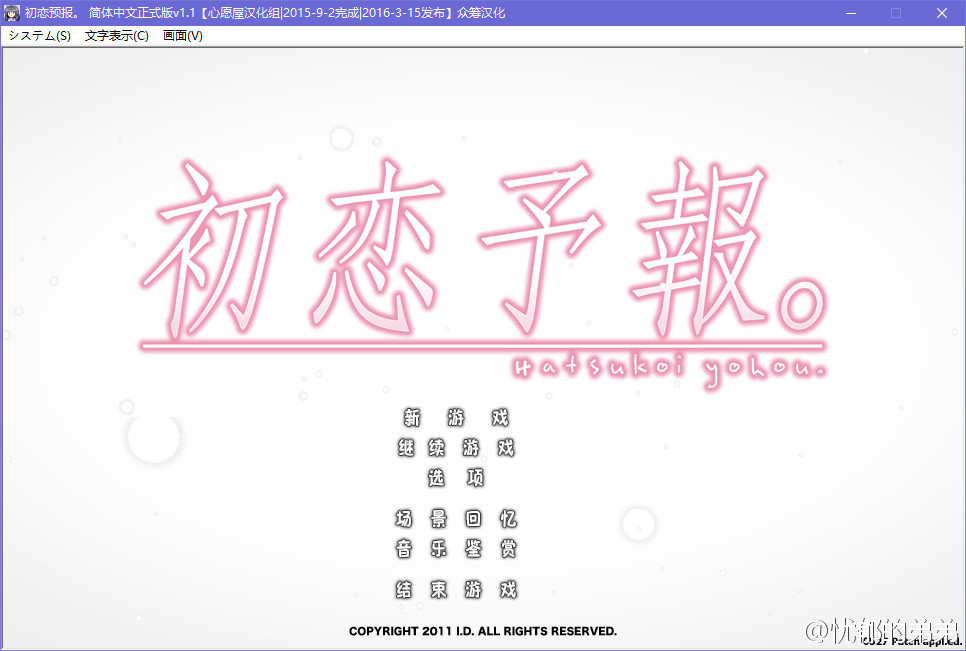 初恋预报。 简体中文正式版v1.1【心愿屋汉化组|2015-9-2完成|2016-3-15发布】众筹汉化
システム(S) 文字表示(C) 画面(V)
初恋予報。
Hatsukoi yohou.
新游戏
继续游戏
选项
场景回忆
音乐鉴赏
结束游戏
COPYRIGHT 2011 I.D. ALL RIGHTS RESERVED.
@忧郁的弟弟